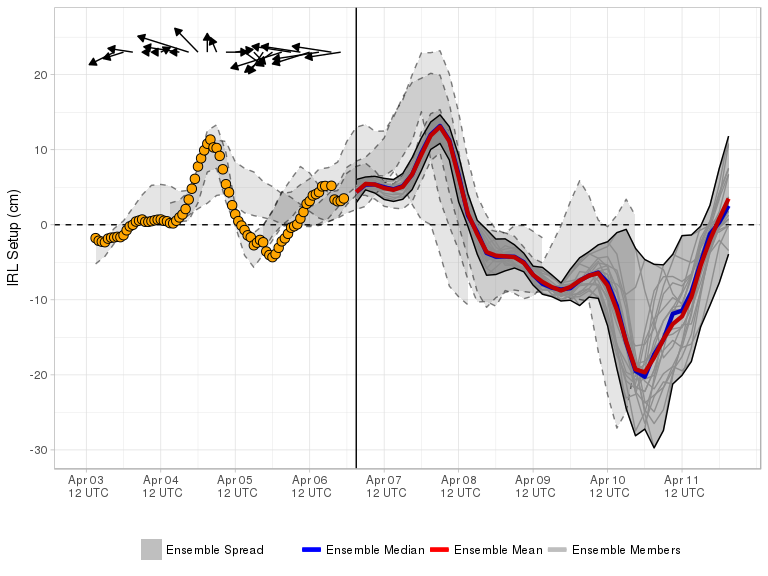 20
10
0
-10
-20
-30
IRL Setup (cm)
Apr 03
12 UTC
Apr 04
12 UTC
Apr 05
12 UTC
Apr 06
12 UTC
Apr 07
12 UTC
Apr 08
12 UTC
Apr 09
12 UTC
Apr 10
12 UTC
Apr 11
12 UTC
Ensemble Spread
Ensemble Median
Ensemble Mean
Ensemble Members